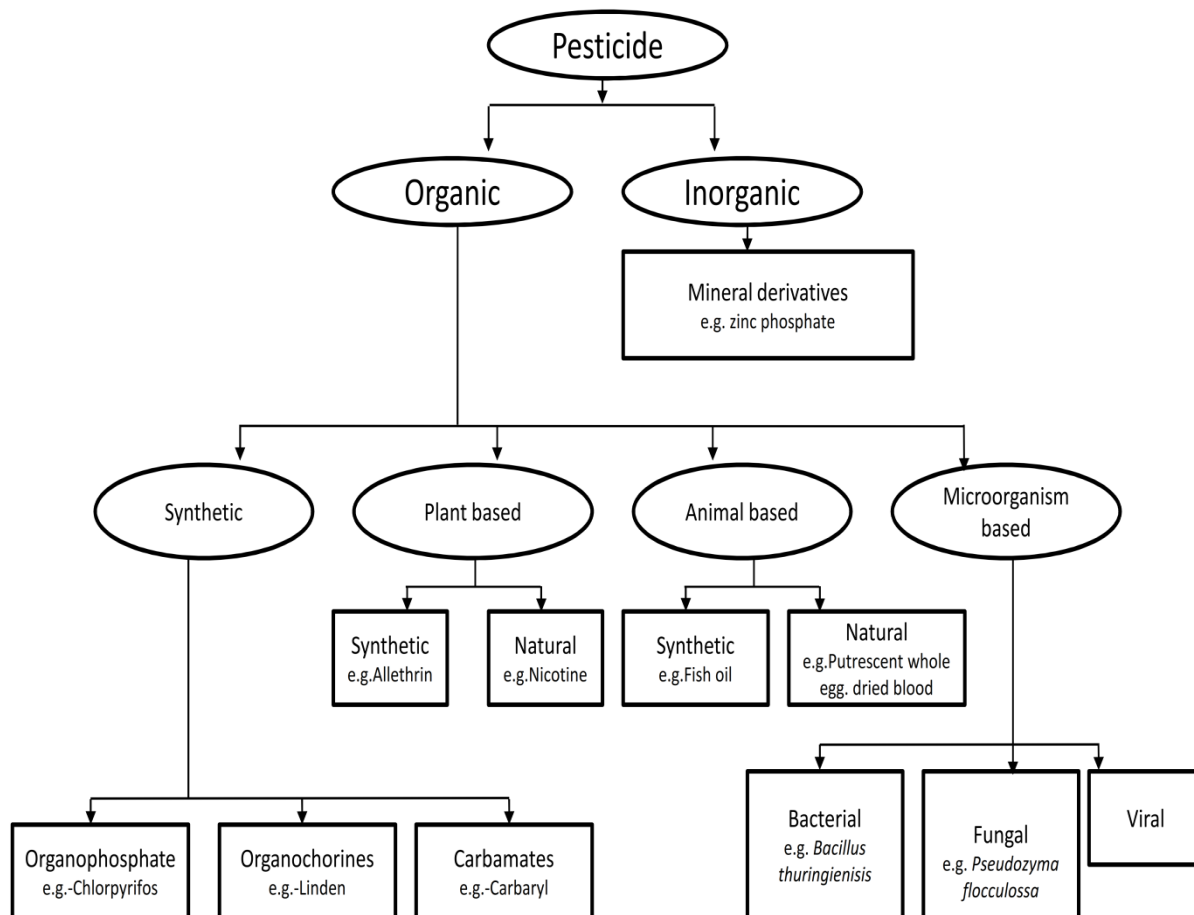 Pesticide
Organic
Inorganic
Mineral derivatives
e.g. zinc phosphate
Synthetic
Plant based
Animal based
Microorganism
based
Synthetic
e.g.Allethrin
Natural
e.g.Nicotine
Synthetic
e.g.Fish oil
Natural
e.g.Putrescent whole
egg. dried blood
Organophosphate
e.g.-Chlorpyrifos
Organochorines
e.g.-Linden
Carbamates
e.g.-Carbaryl
Bacterial
e.g. Bacillus
thuringienisis
Fungal
e.g. Pseudozyma
flocculossa
Viral